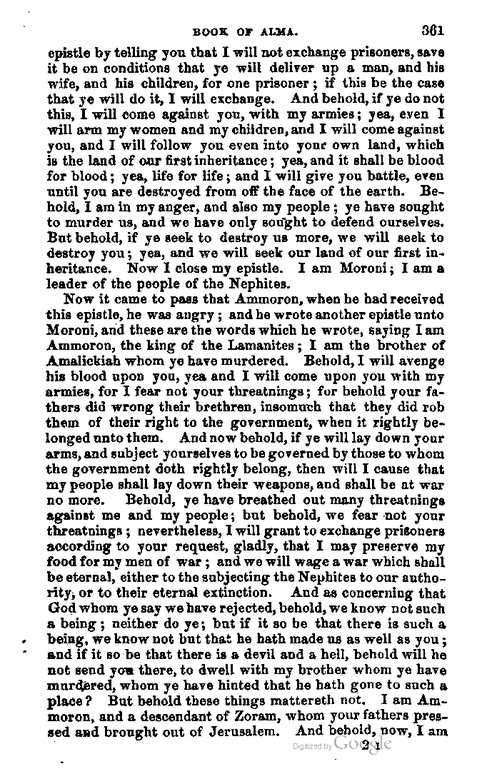 BOOK OF ALMA. 361
epistle by telling you that I will not exchange prisoners, save
it be on conditions that ye will deliver up a man, and his
wife, and his children, for one prisoner; if this be the case
that ye will do it, I will exchange. And behold, if ye do not
this, I will come against you, with my armies; yea, even I
will arm my women and my children, and I will come against
you, and I will follow you even into your own land, which
is the land of our first inheritance; yea, and it shall be blood
for blood; yea, life for life; and I will give you battle, even
until you are destroyed from off the face of the earth. Be-
hold, I am in my anger, and also my people; ye have sought
to murder us, and we have only sought to defend ourselves.
But behold, if ye seek to destroy us more, we will seek to
destroy you; yea, and we will seek our land of our first in-
heritance. Now I close my epistle. I am Moroni; I am a
leader of the people of the Nephites.
Now it came to pass that Ammoron, when he had received
this epistle, he was angry; and he wrote another epistle unto
Moroni, and these are the words which he wrote, saying I am
Ammoron, the king of the Lamanites; I am the brother of
Amalickiah whom ye have murdered. Behold, I will avenge
his blood upon you, yea and I will come upon you with my
armies, for I fear not your threatnings; for behold your fa-
thers did wrong their brethren, insomuch that they did rob
them of their right to the government, when it rightly be-
longed unto them. And now behold, if ye will lay down your
arms, and subject yourselves to be governed by those to whom
the government doth rightly belong, then will I cause that
my people shall lay down their weapons, and shall be at war
no more. Behold, ye have breathed out many threatnings
against me and my people; but behold, we fear not your
threatnings; nevertheless, I will grant to exchange prisoners
according to your request, gladly, that I may preserve my
food for my men of war; and we will wage a war which shall
be eternal, either to the subjecting the Nephites to our autho-
rity, or to their eternal extinction. And as concerning that
God whom ye say we have rejected, behold, we know not such
a being; neither do ye; but if it so be that there is such a
being, we know not but that he hath made us as well as you;
and if it so be that there is a devil and a hell, behold will he
not send you there, to dwell with my brother whom ye have
murdered, whom ye have hinted that he hath gone to such a
place? But behold these things mattereth not. I am Am-
moron, and a descendant of Zoram, whom your fathers pres-
sed and brought out of Jerusalem. And behold, now, I am
Digitized by Google
2 I